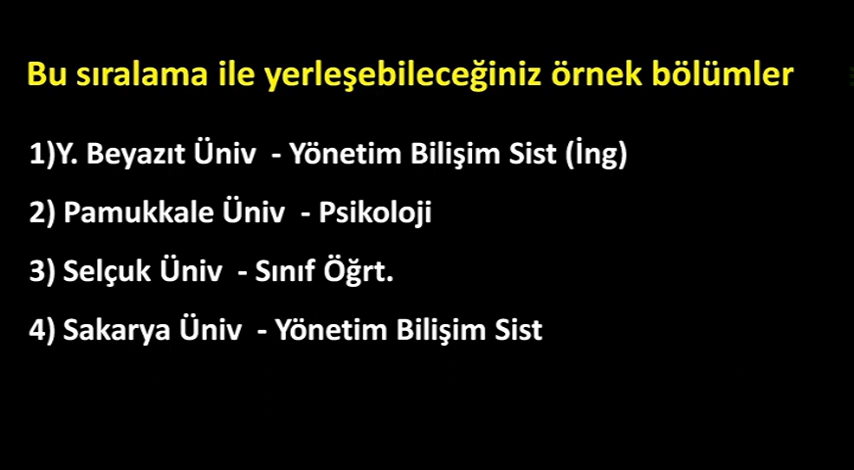 Bu sıralama ile yerleşebileceğiniz örnek bölümler
1)Y. Beyazıt Üniv - Yönetim Bilişim Sist (İng)
2) Pamukkale Üniv - Psikoloji
3) Selçuk Üniv - Sınıf Öğrt.
4) Sakarya Üniv - Yönetim Bilişim Sist